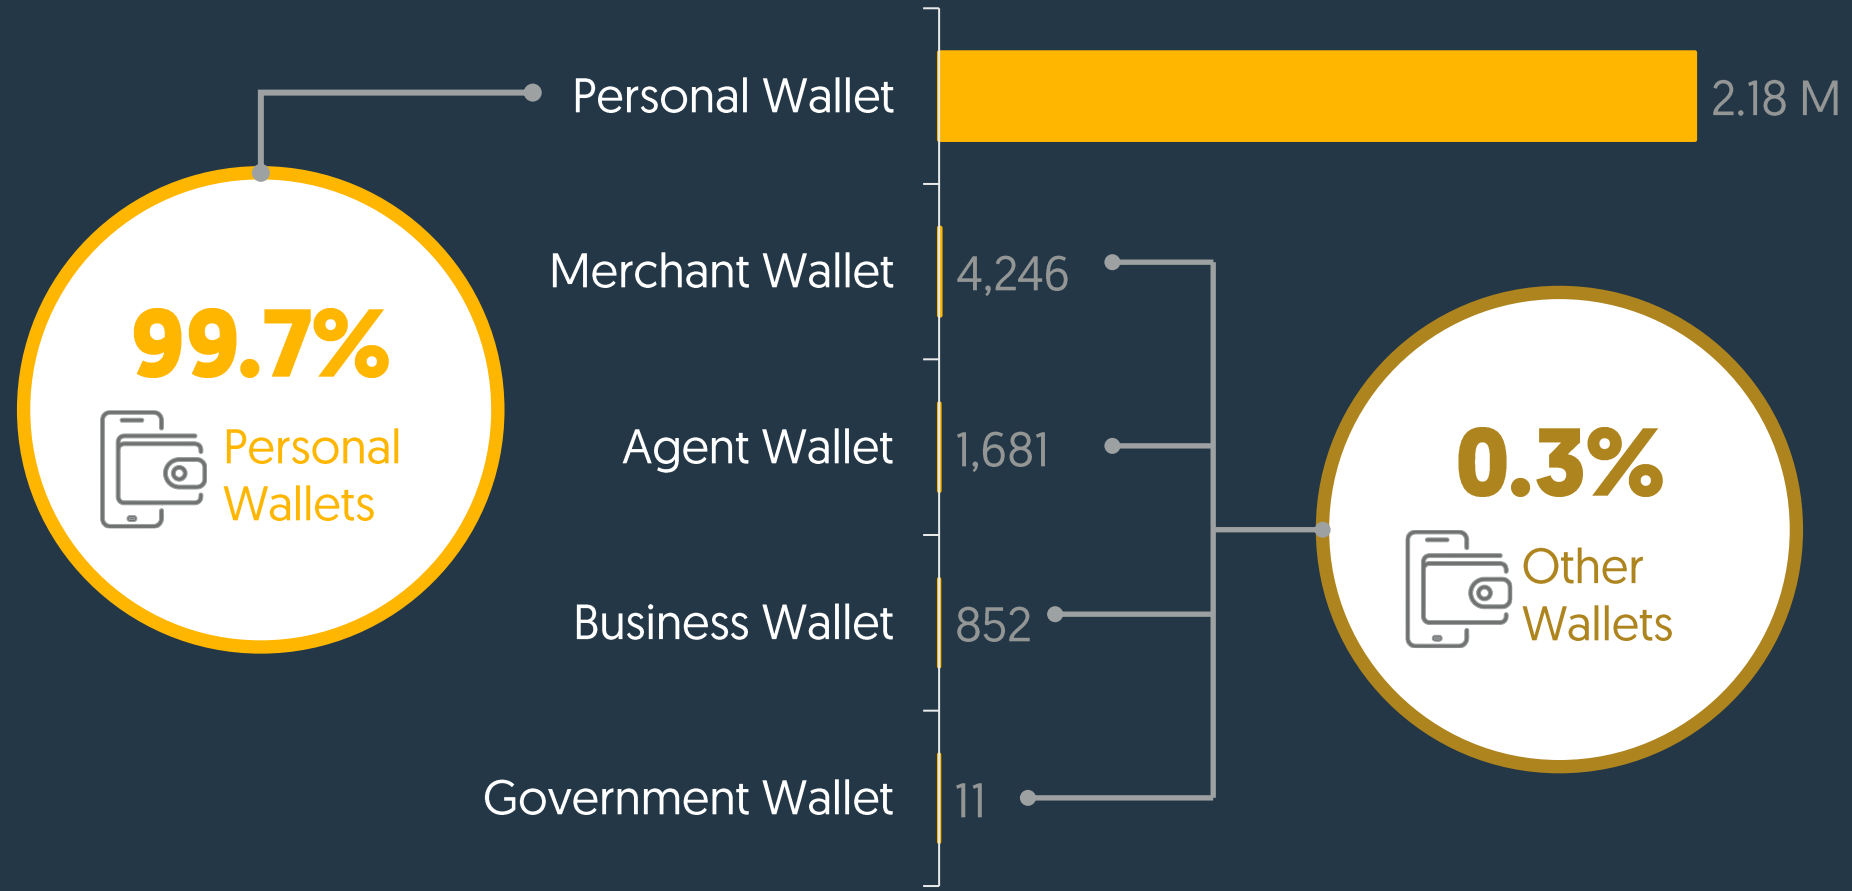 Personal Wallet
2.18 M
Merchant Wallet
4,246
Agent Wallet
1,681
Business Wallet
852
Government Wallet
11
99.7%
Personal
Wallets
0.3%
Other
Wallets